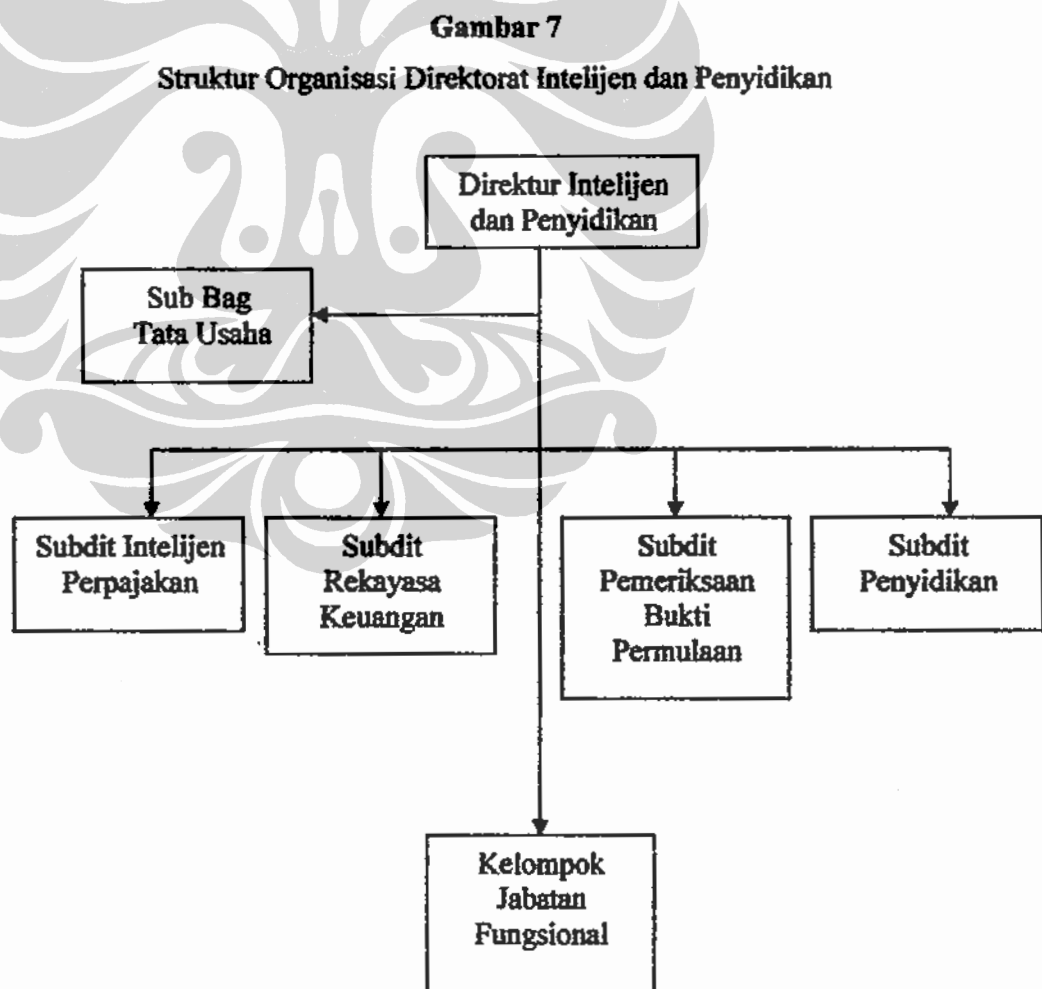 Gambar 7
Struktur Organisasi Direktorat Intelijen dan Penyidikan
Direktur Intelijen
dan Penyidikan
Sub Bag
Tata Usaha
Subdit Intelijen
Perpajakan
Subdit
Rekayasa
Keuangan
Subdit
Pemeriksaan
Bukti
Permulaan
Subdit
Penyidikan
Kelompok
Jabatan
Fungsional